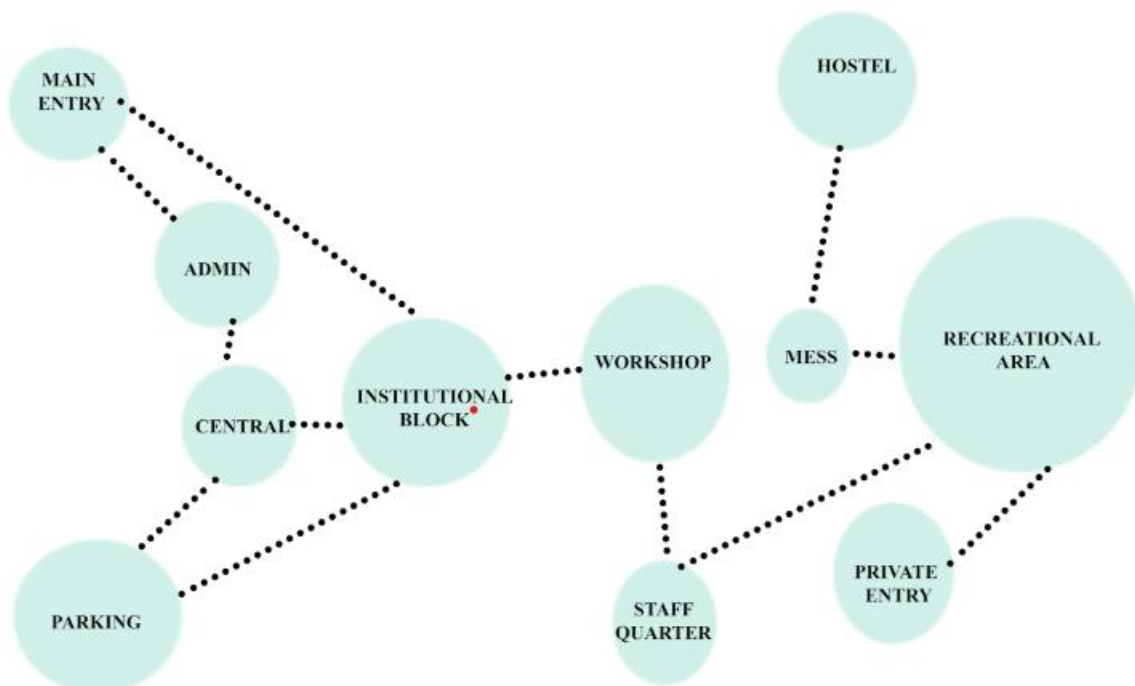 MAIN
ENTRY
HOSTEL
ADMIN
WORKSHOP
MESS
RECREATIONAL
AREA
INSTITUTIONAL
BLOCK
CENTRAL
PRIVATE
ENTRY
STAFF
QUARTER
PARKING